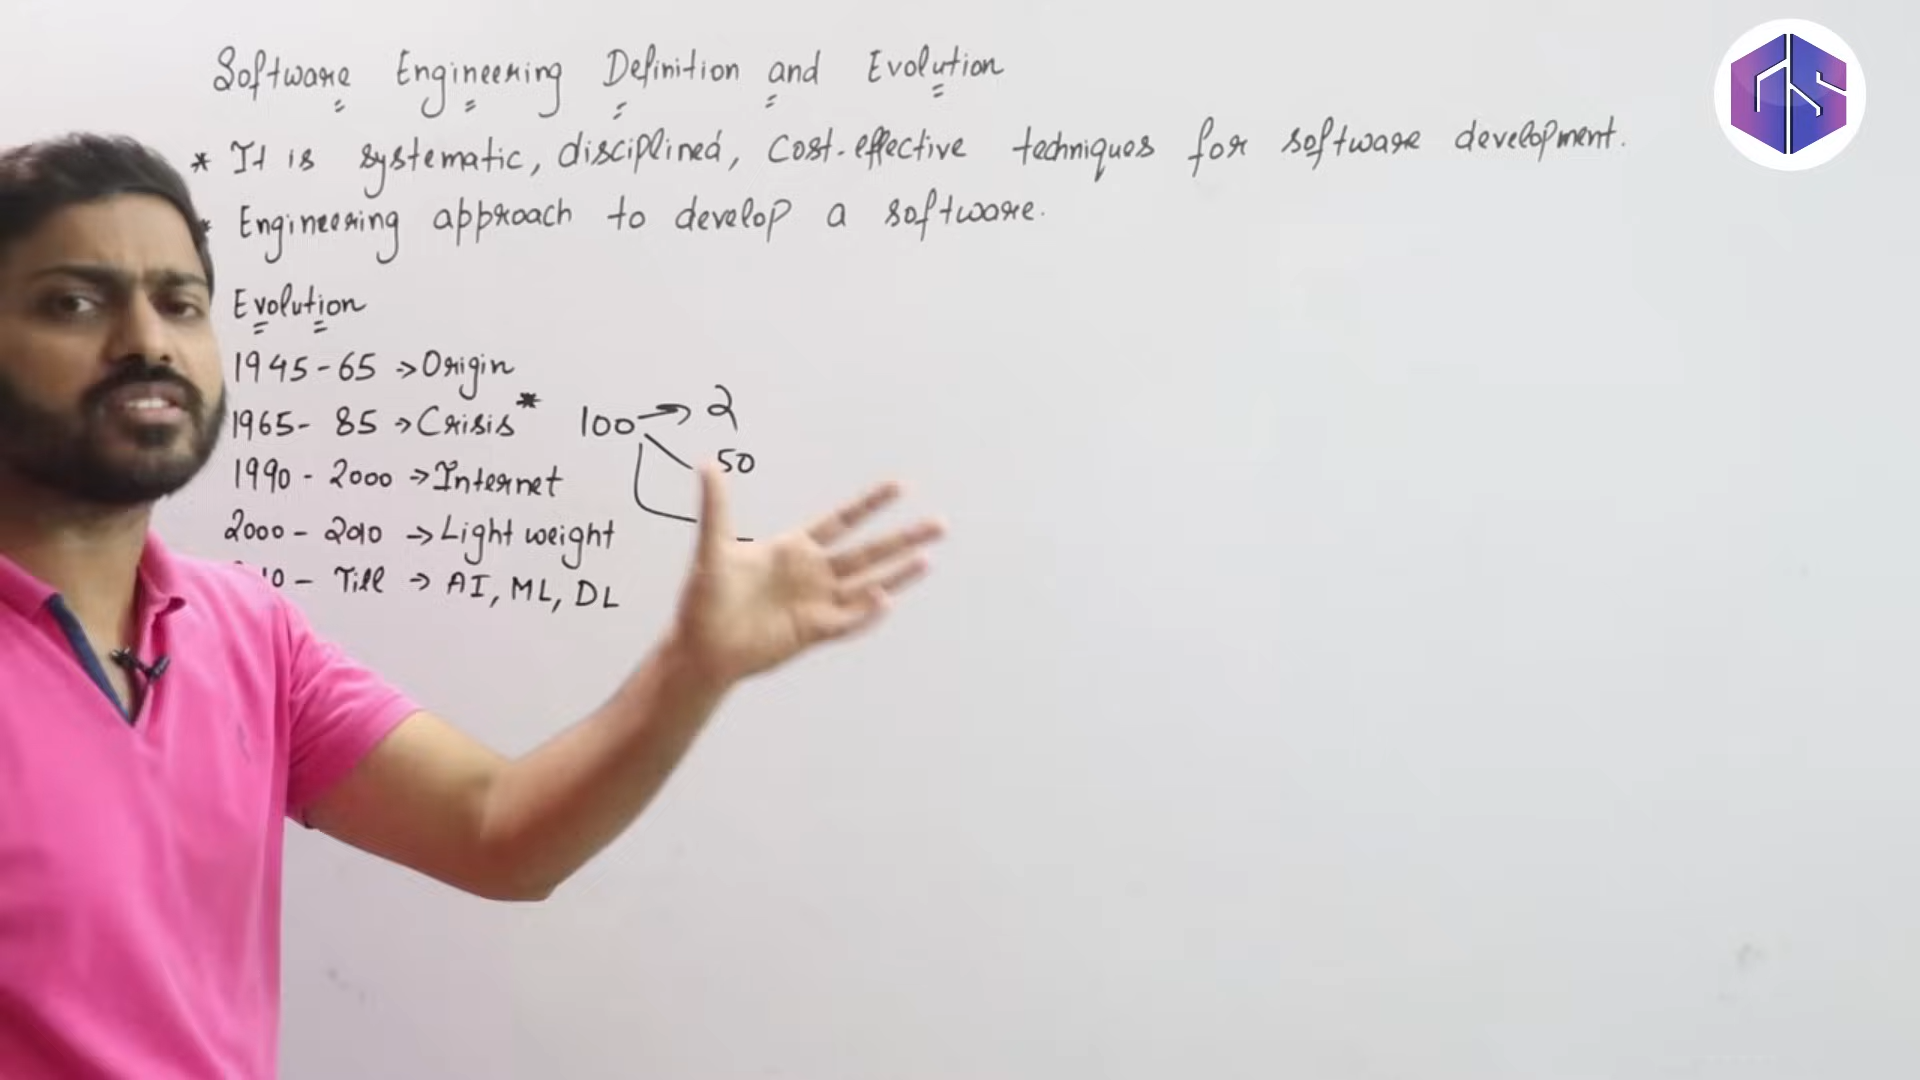 Software Engineering Definition and Evolution
* It is systematic, disciplined, cost-effective techniques for software development.
* Engineering approach to develop a software.
Evolution
1945-65 → Origin
1965-85 → Crisis *
100 → 2
50
1990-2000 → Internet
2000-2010 → Light weight
10 - Till → AI, ML, DL
GS